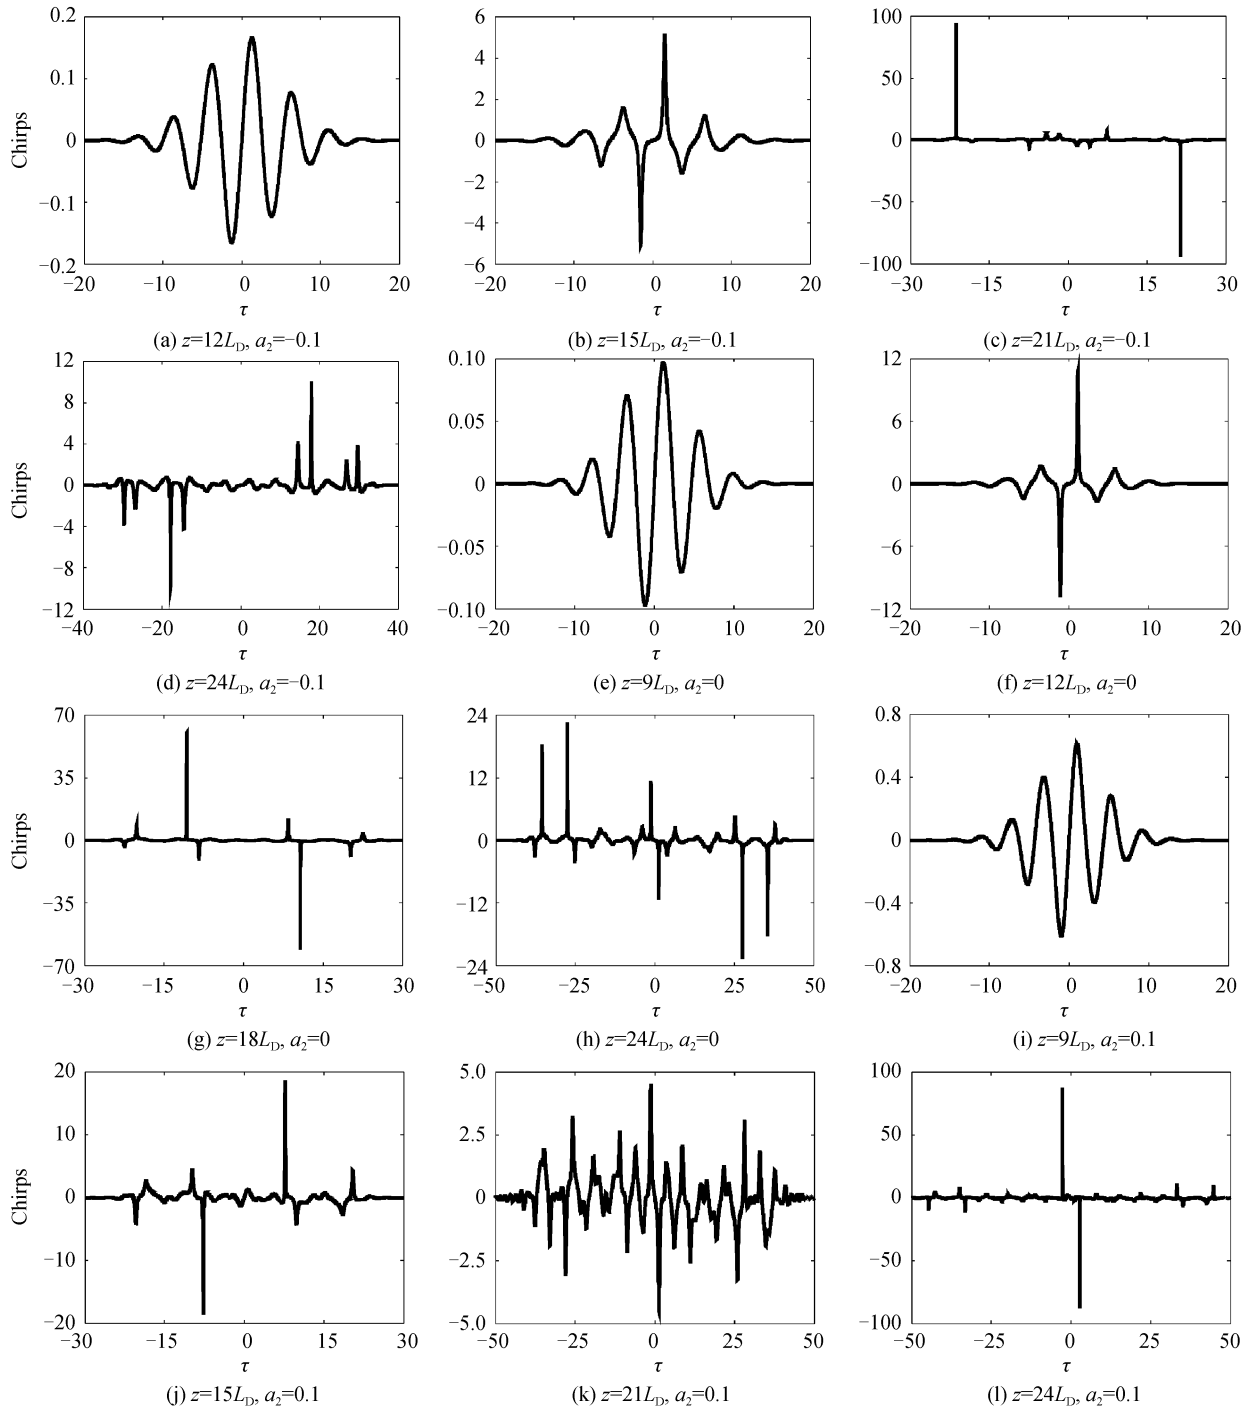 0.2
0.1
0
−0.1
−0.2
Chirps
−20 −10 0 10 20
τ
(a) z=12L_D, a_2=−0.1
6
4
2
0
−2
−4
−6
−20 −10 0 10 20
τ
(b) z=15L_D, a_2=−0.1
100
50
0
−50
−100
−30 −15 0 15 30
τ
(c) z=21L_D, a_2=−0.1
12
8
4
0
−4
−8
−12
Chirps
−40 −20 0 20 40
τ
(d) z=24L_D, a_2=−0.1
0.10
0.05
0
−0.05
−0.10
−20 −10 0 10 20
τ
(e) z=9L_D, a_2=0
12
6
0
−6
−12
−20 −10 0 10 20
τ
(f) z=12L_D, a_2=0
70
35
0
−35
−70
Chirps
−30 −15 0 15 30
τ
(g) z=18L_D, a_2=0
24
12
0
−12
−24
−50 −25 0 25 50
τ
(h) z=24L_D, a_2=0
0.8
0.4
0
−0.4
−0.8
−20 −10 0 10 20
τ
(i) z=9L_D, a_2=0.1
20
10
0
−10
−20
Chirps
−30 −15 0 15 30
τ
(j) z=15L_D, a_2=0.1
5.0
2.5
0
−2.5
−5.0
−50 −25 0 25 50
τ
(k) z=21L_D, a_2=0.1
100
50
0
−50
−100
−50 −25 0 25 50
τ
(l) z=24L_D, a_2=0.1